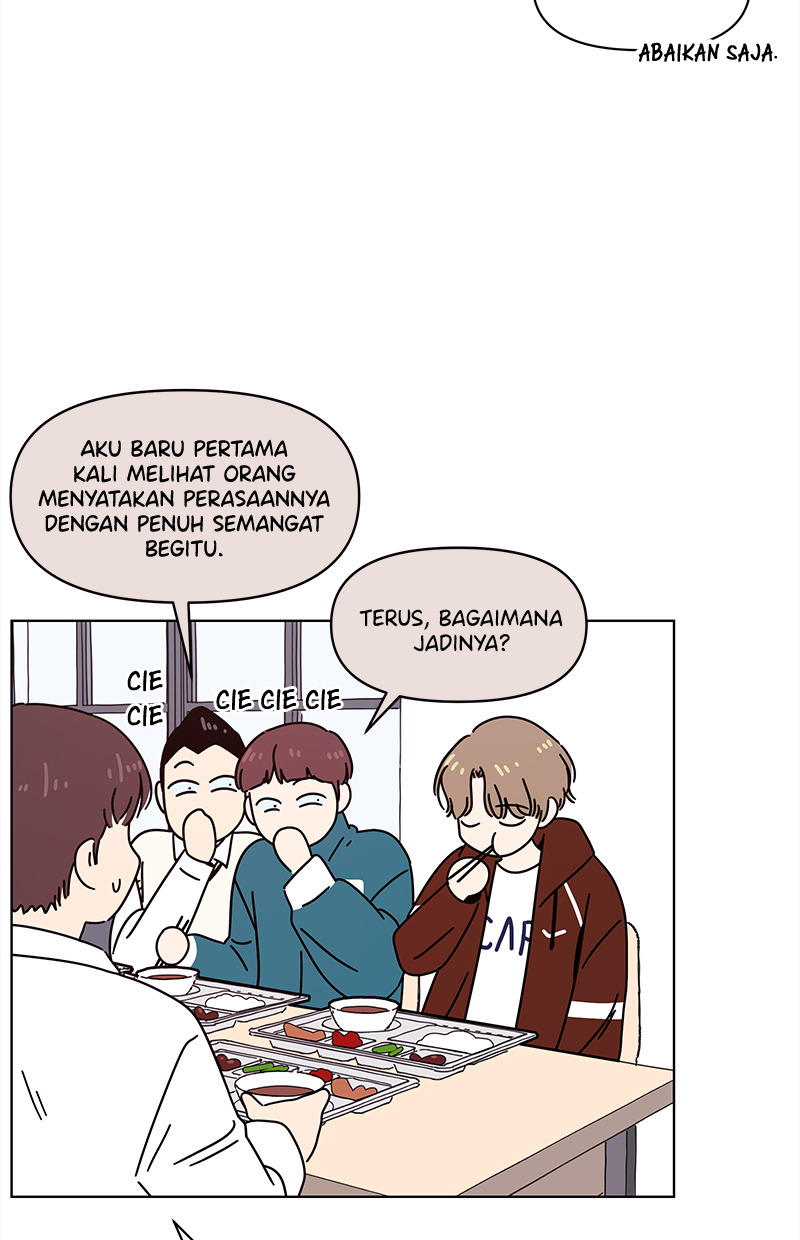 ABAIKAN SAJA.
AKU BARU PERTAMA
KALI MELIHAT ORANG
MENYATAKAN PERASAANNYA
DENGAN PENUH SEMANGAT
BEGITU.
TERUS, BAGAIMANA
JADINYA?
CIE
CIE
CIE CIE CIE
CAP